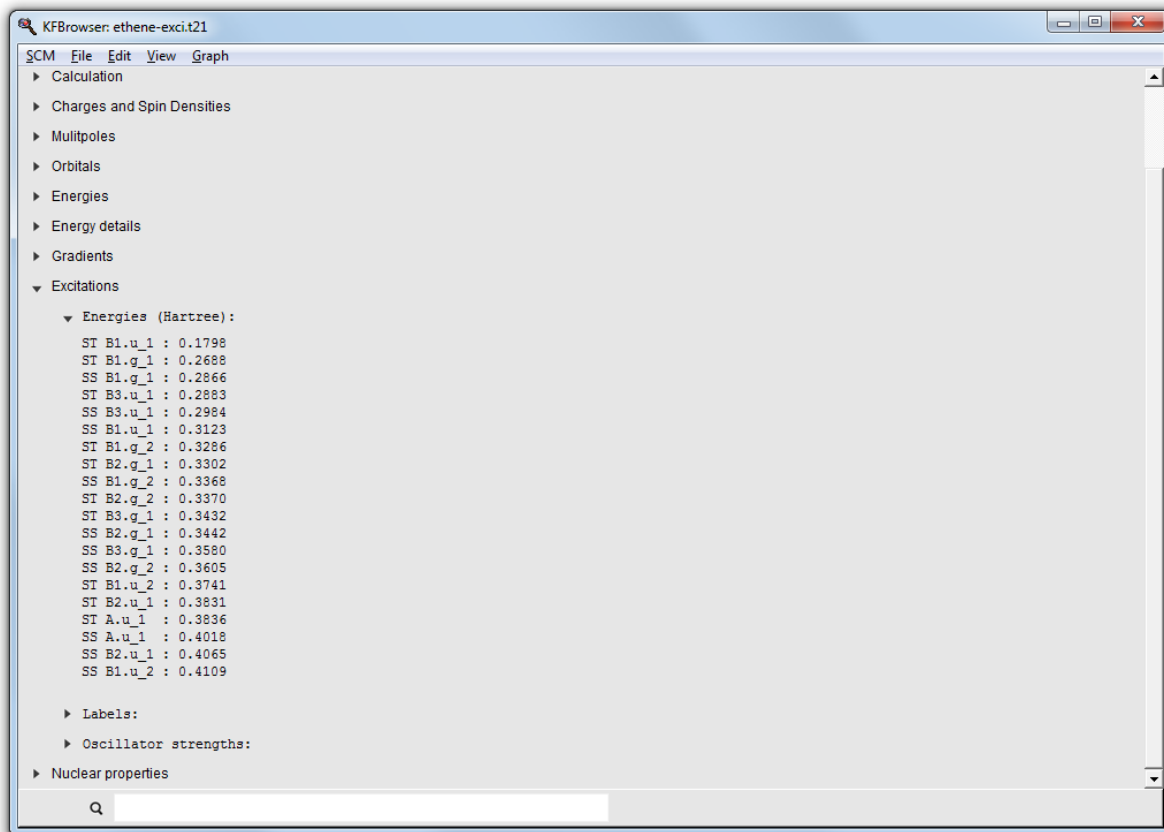 KFBrowser: ethene-exci.t21
SCM File Edit View Graph
Calculation
Charges and Spin Densities
Mulitpoles
Orbitals
Energies
Energy details
Gradients
Excitations
Energies (Hartree):
ST B1.u_1 : 0.1798
ST B1.g_1 : 0.2688
SS B1.g_1 : 0.2866
ST B3.u_1 : 0.2883
SS B3.u_1 : 0.2984
SS B1.u_1 : 0.3123
ST B1.g_2 : 0.3286
ST B2.g_1 : 0.3302
SS B1.g_2 : 0.3368
ST B2.g_2 : 0.3370
ST B3.g_1 : 0.3432
SS B2.g_1 : 0.3442
SS B3.g_1 : 0.3580
SS B2.g_2 : 0.3605
ST B1.u_2 : 0.3741
ST B2.u_1 : 0.3831
ST A.u_1 : 0.3836
SS A.u_1 : 0.4018
SS B2.u_1 : 0.4065
SS B1.u_2 : 0.4109
Labels:
Oscillator strengths:
Nuclear properties